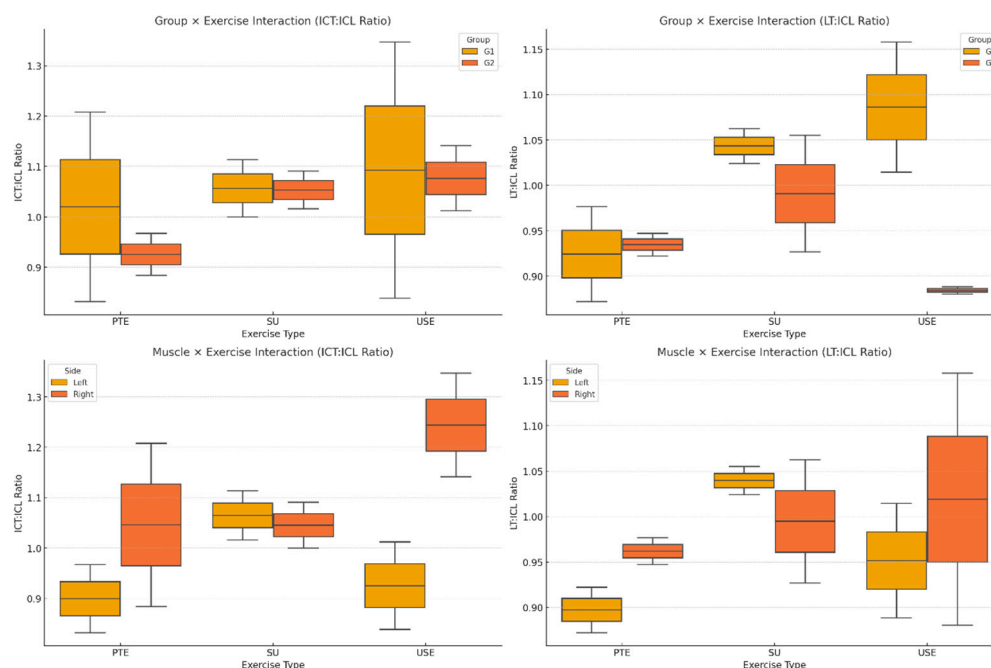 Group × Exercise Interaction (ICT:ICL Ratio)
Group
G1
G2
ICT:ICL Ratio
1.3
1.2
1.1
1.0
0.9
PTE
SU
USE
Exercise Type
Group × Exercise Interaction (LT:ICL Ratio)
Group
G
G
LT:ICL Ratio
1.15
1.10
1.05
1.00
0.95
0.90
PTE
SU
USE
Exercise Type
Muscle × Exercise Interaction (ICT:ICL Ratio)
Side
Left
Right
ICT:ICL Ratio
1.3
1.2
1.1
1.0
0.9
PTE
SU
USE
Exercise Type
Muscle × Exercise Interaction (LT:ICL Ratio)
Side
Left
Right
LT:ICL Ratio
1.15
1.10
1.05
1.00
0.95
0.90
PTE
SU
USE
Exercise Type